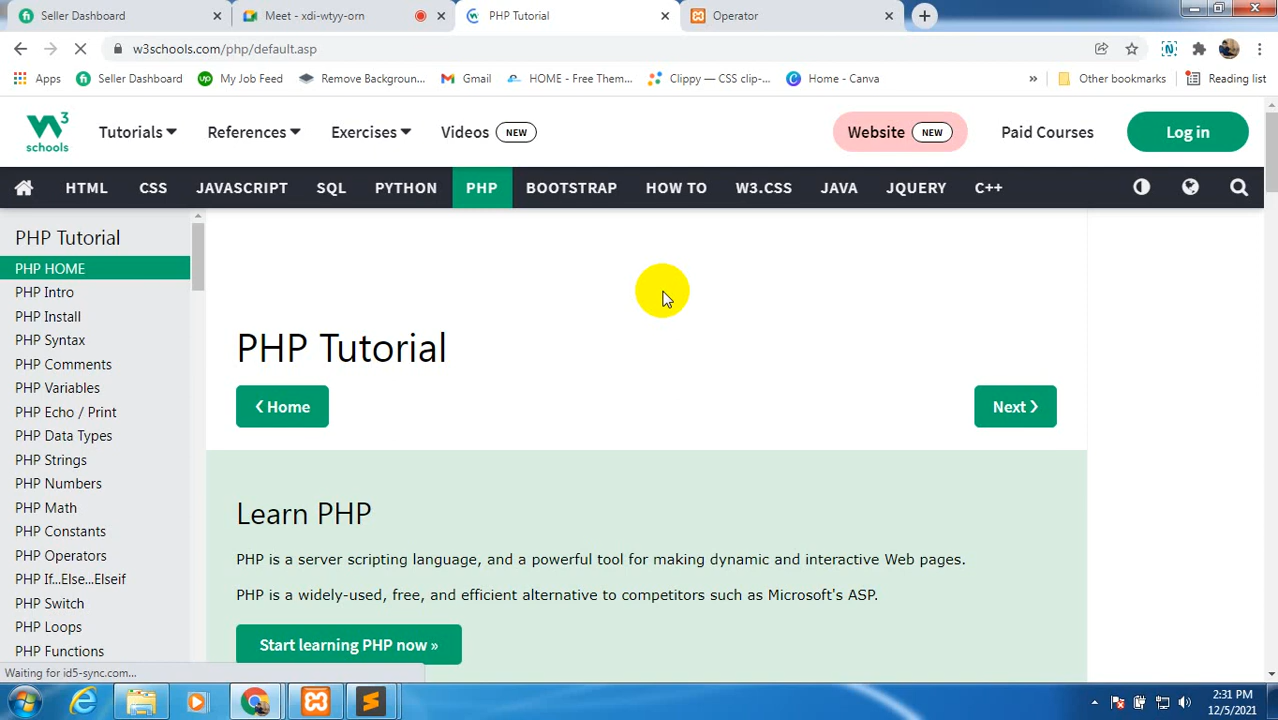 Seller Dashboard
Meet - xdi-wtyy-orn
PHP Tutorial
Operator
w3schools.com/php/default.asp
Apps
Seller Dashboard
My Job Feed
Remove Backgroun...
Gmail
HOME - Free Them...
Clippy — CSS clip-...
Home - Canva
»
Other bookmarks
Reading list
W3 schools
Tutorials
References
Exercises
Videos NEW
Website NEW
Paid Courses
Log in
HTML
CSS
JAVASCRIPT
SQL
PYTHON
PHP
BOOTSTRAP
HOW TO
W3.CSS
JAVA
JQUERY
C++
PHP Tutorial
PHP HOME
PHP Intro
PHP Install
PHP Syntax
PHP Comments
PHP Variables
PHP Echo / Print
PHP Data Types
PHP Strings
PHP Numbers
PHP Math
PHP Constants
PHP Operators
PHP If...Else...Elseif
PHP Switch
PHP Loops
PHP Functions
PHP Tutorial
❮ Home
Next ❯
Learn PHP
PHP is a server scripting language, and a powerful tool for making dynamic and interactive Web pages.
PHP is a widely-used, free, and efficient alternative to competitors such as Microsoft's ASP.
Start learning PHP now »
Waiting for id5-sync.com...
2:31 PM
12/5/2021